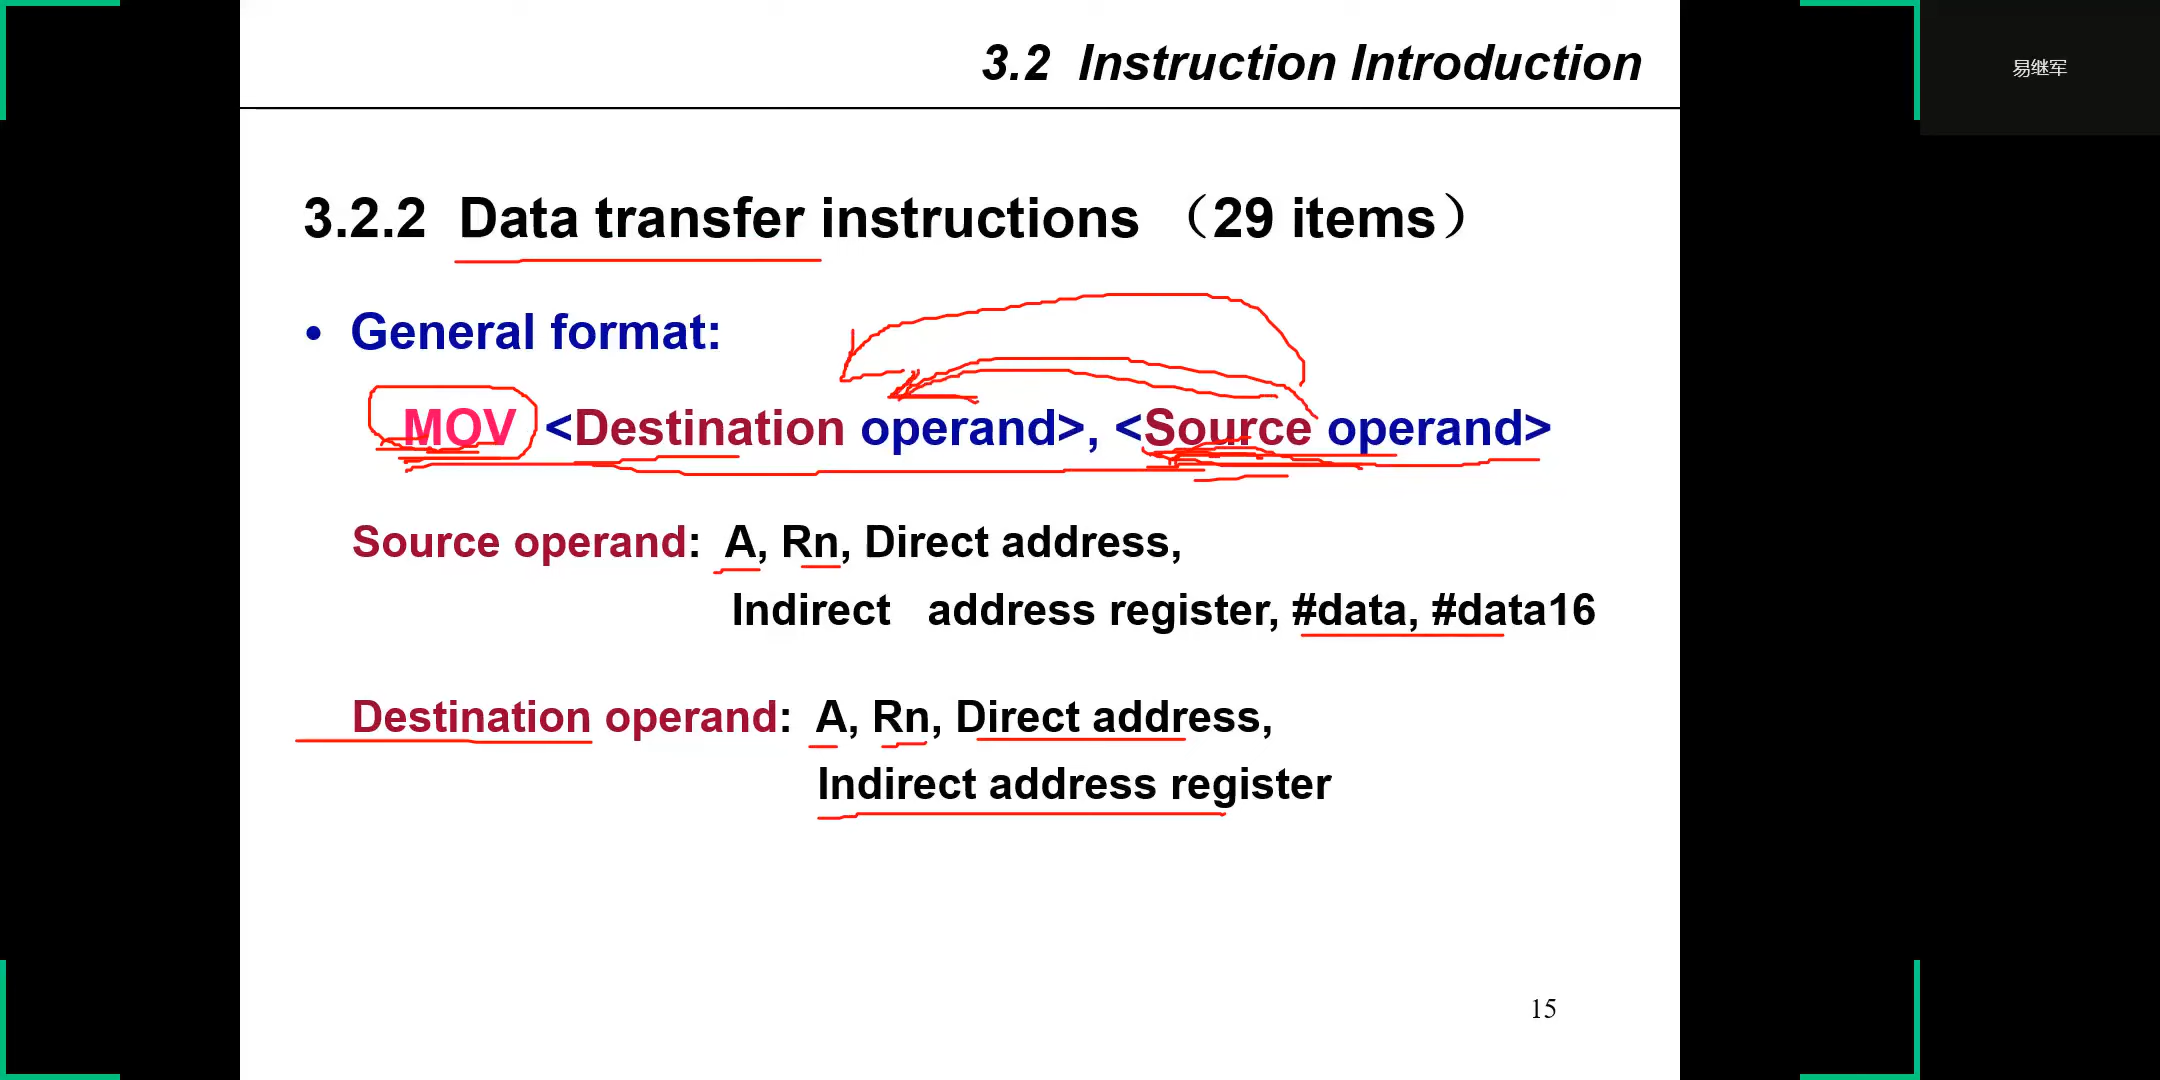 3.2 Instruction Introduction
易继军
3.2.2 Data transfer instructions （29 items）
• General format:
MOV <Destination operand>, <Source operand>
Source operand: A, Rn, Direct address,
Indirect address register, #data, #data16
Destination operand: A, Rn, Direct address,
Indirect address register
15